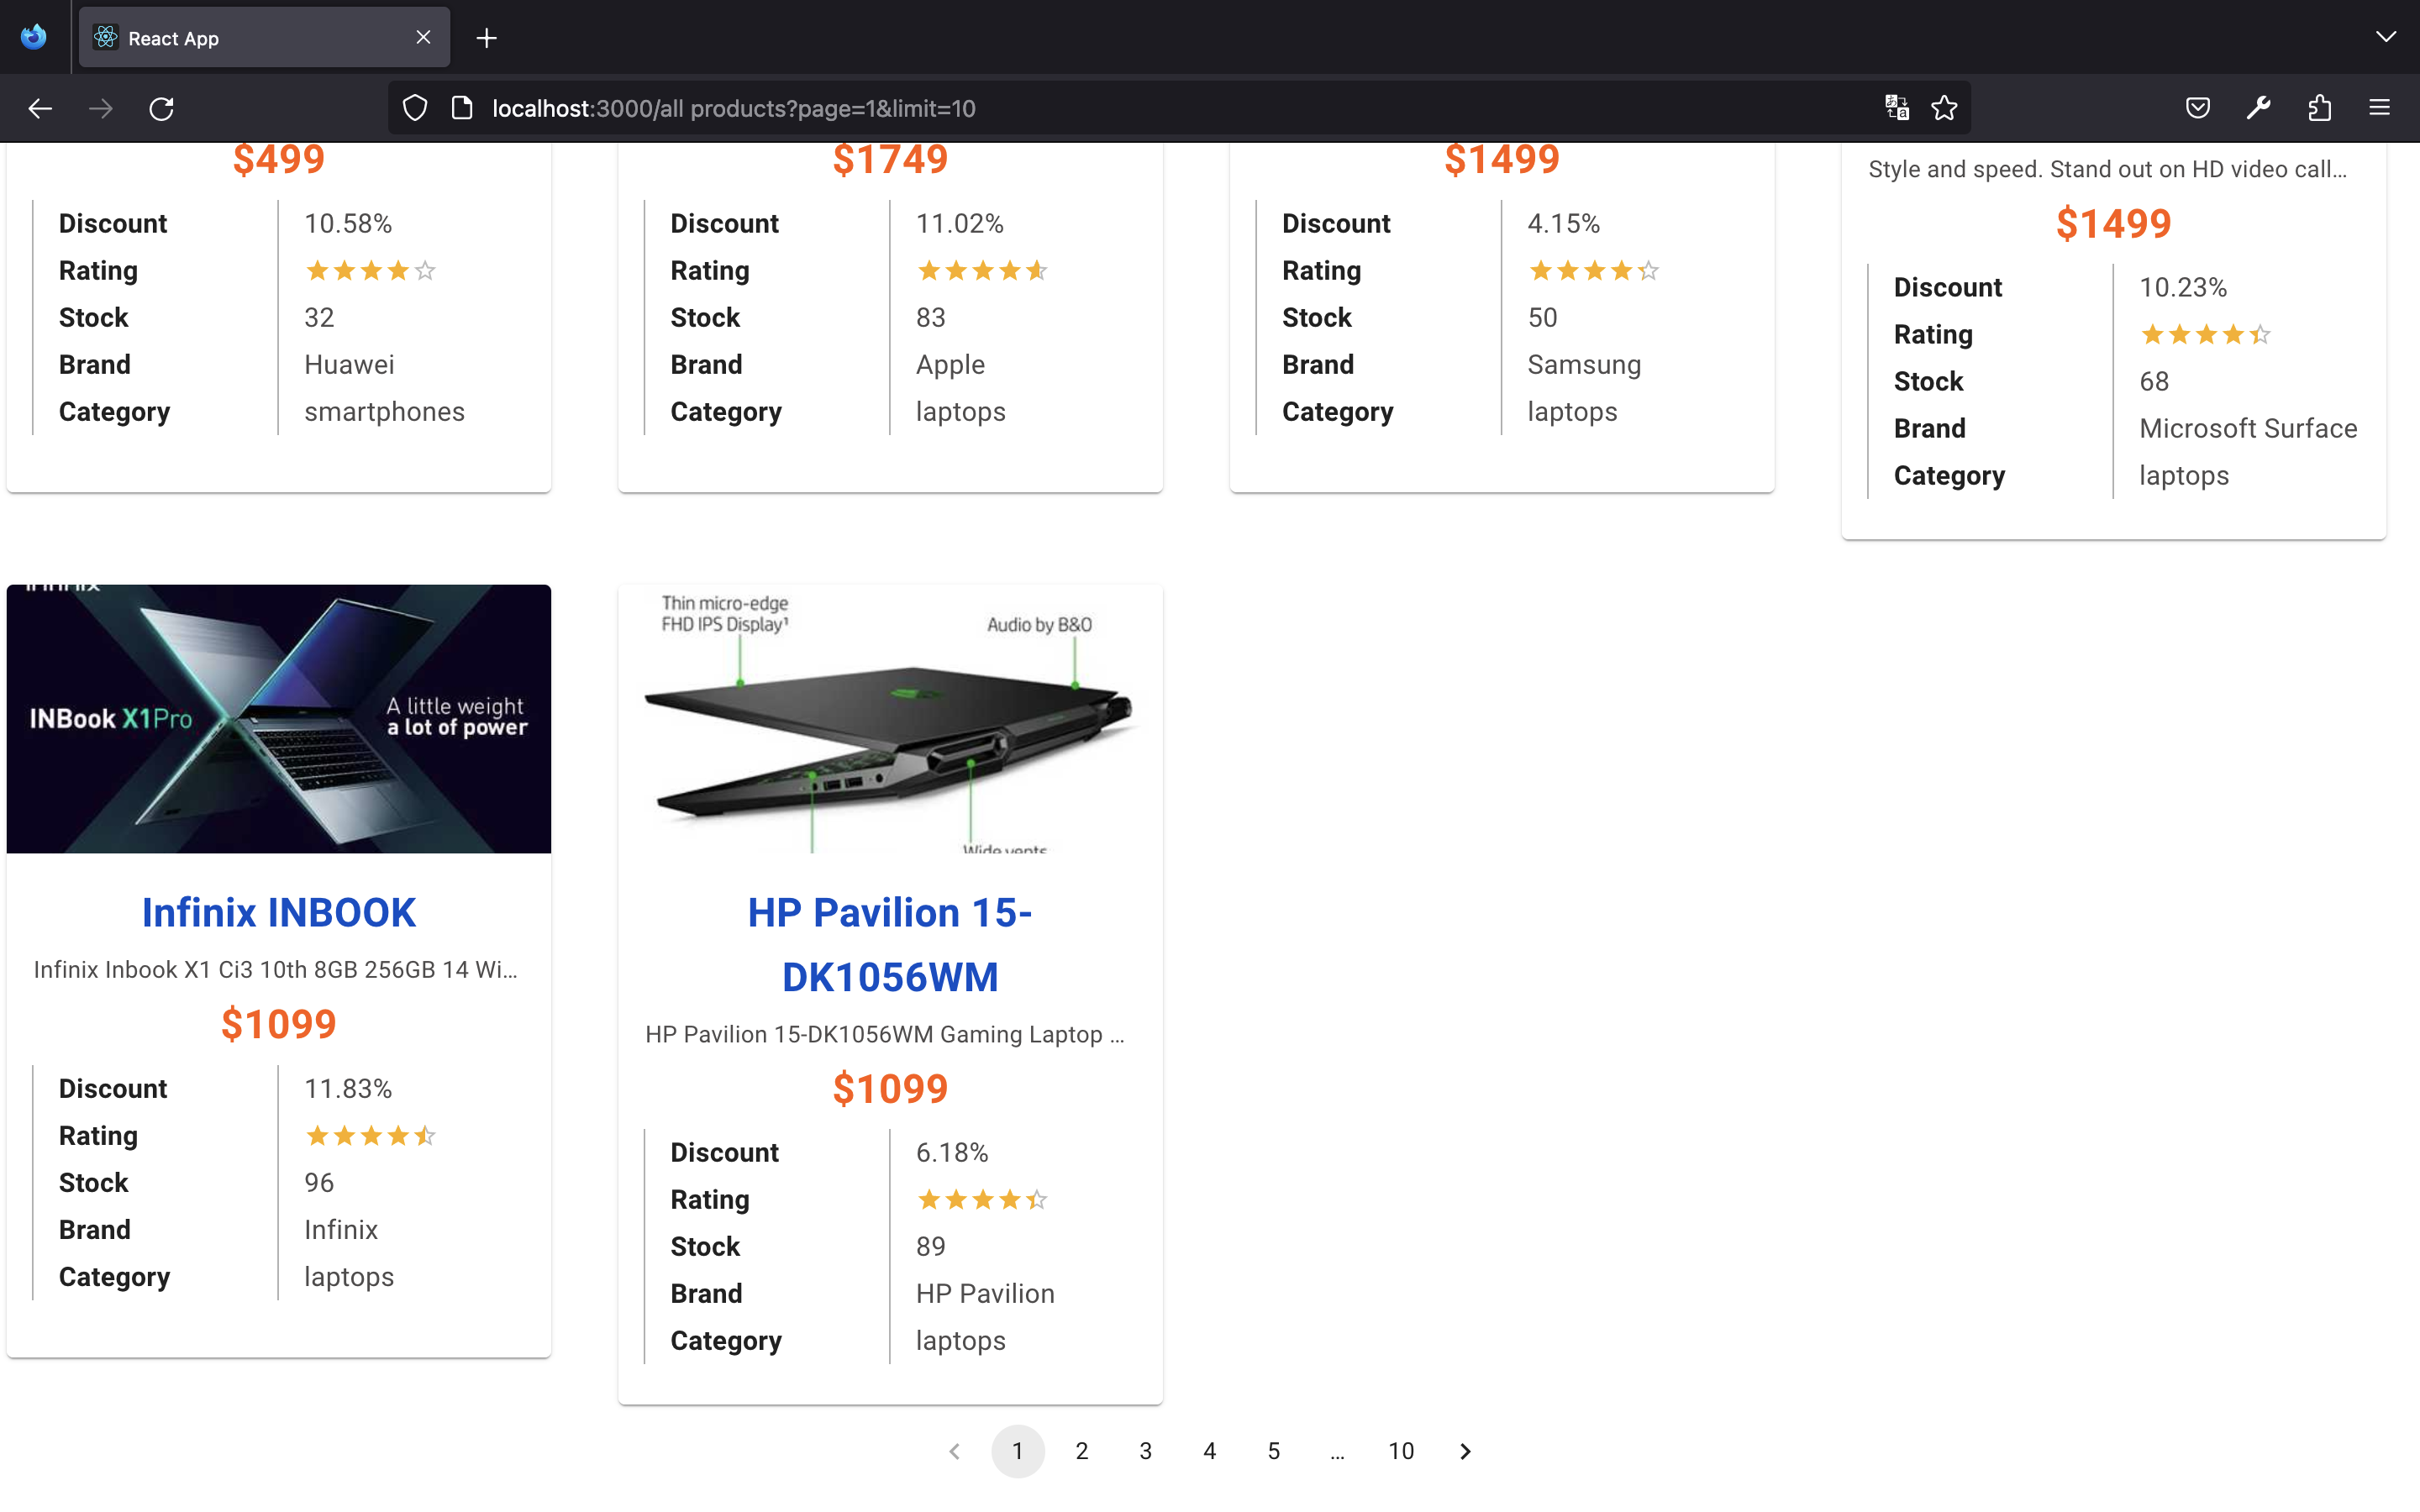 React App
localhost:3000/all products?page=1&limit=10
$499
Discount 10.58%
Rating
Stock 32
Brand Huawei
Category smartphones
$1749
Discount 11.02%
Rating
Stock 83
Brand Apple
Category laptops
$1499
Discount 4.15%
Rating
Stock 50
Brand Samsung
Category laptops
Style and speed. Stand out on HD video call...
$1499
Discount 10.23%
Rating
Stock 68
Brand Microsoft Surface
Category laptops
INBook X1Pro
A little weight
a lot of power
Infinix INBOOK
Infinix Inbook X1 Ci3 10th 8GB 256GB 14 Wi...
$1099
Discount 11.83%
Rating
Stock 96
Brand Infinix
Category laptops
Thin micro-edge
FHD IPS Display¹
Audio by B&O
Wide vents
HP Pavilion 15-
DK1056WM
HP Pavilion 15-DK1056WM Gaming Laptop ...
$1099
Discount 6.18%
Rating
Stock 89
Brand HP Pavilion
Category laptops
1 2 3 4 5 ... 10